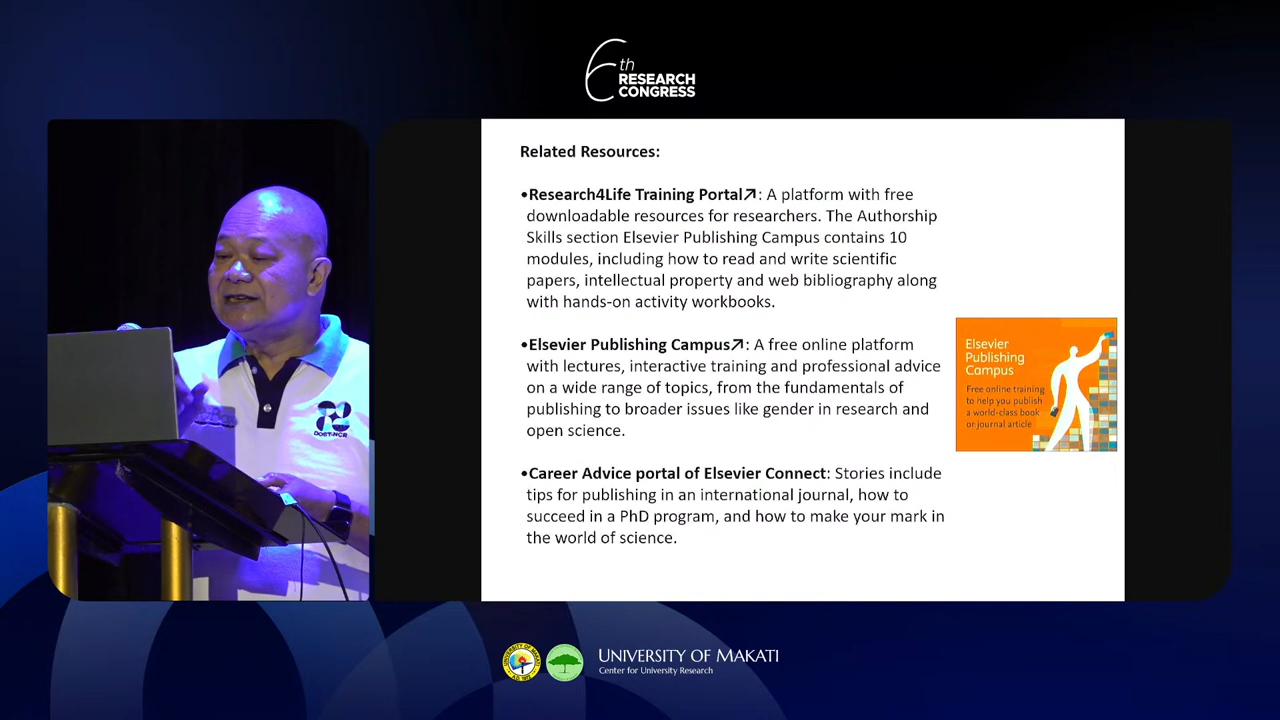 6th
RESEARCH
CONGRESS
Related Resources:
•Research4Life Training Portal↗: A platform with free
downloadable resources for researchers. The Authorship
Skills section Elsevier Publishing Campus contains 10
modules, including how to read and write scientific
papers, intellectual property and web bibliography along
with hands-on activity workbooks.
•Elsevier Publishing Campus↗: A free online platform
with lectures, interactive training and professional advice
on a wide range of topics, from the fundamentals of
publishing to broader issues like gender in research and
open science.
•Career Advice portal of Elsevier Connect: Stories include
tips for publishing in an international journal, how to
succeed in a PhD program, and how to make your mark in
the world of science.
Elsevier
Publishing
Campus
Free online training
to help you publish
a world-class book
or journal article
DOST-NCR
UNIVERSITY OF MAKATI
A.D. 1972
UNIVERSITY OF MAKATI
Center for University Research